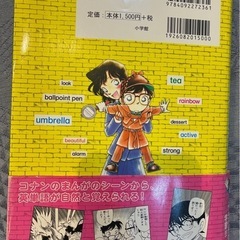 9784092272361
1926082015000
定価 本体1,500円+税
小学館
look
tea
ballpoint pen
rainbow
umbrella
dessert
beautiful
active
alarm
strong
コナンのまんがのシーンから、
英単語が自然と覚えられる!